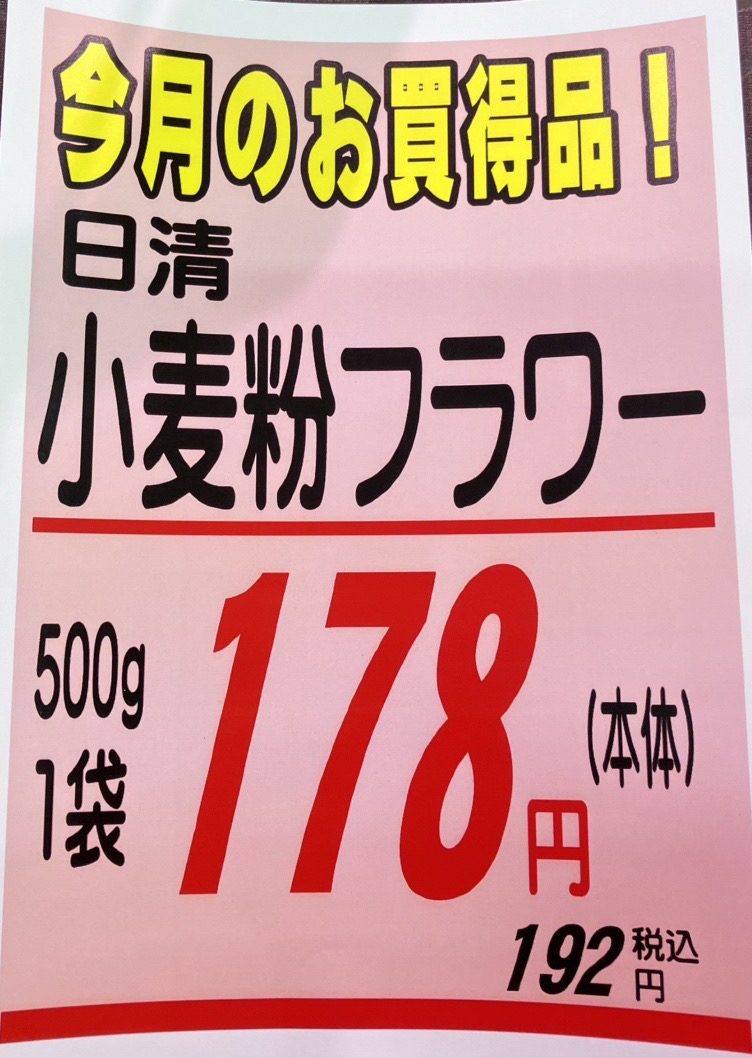 今月のお買得品！
日清
小麦粉フラワー
500g
1袋
178円
(本体)
192円
税込